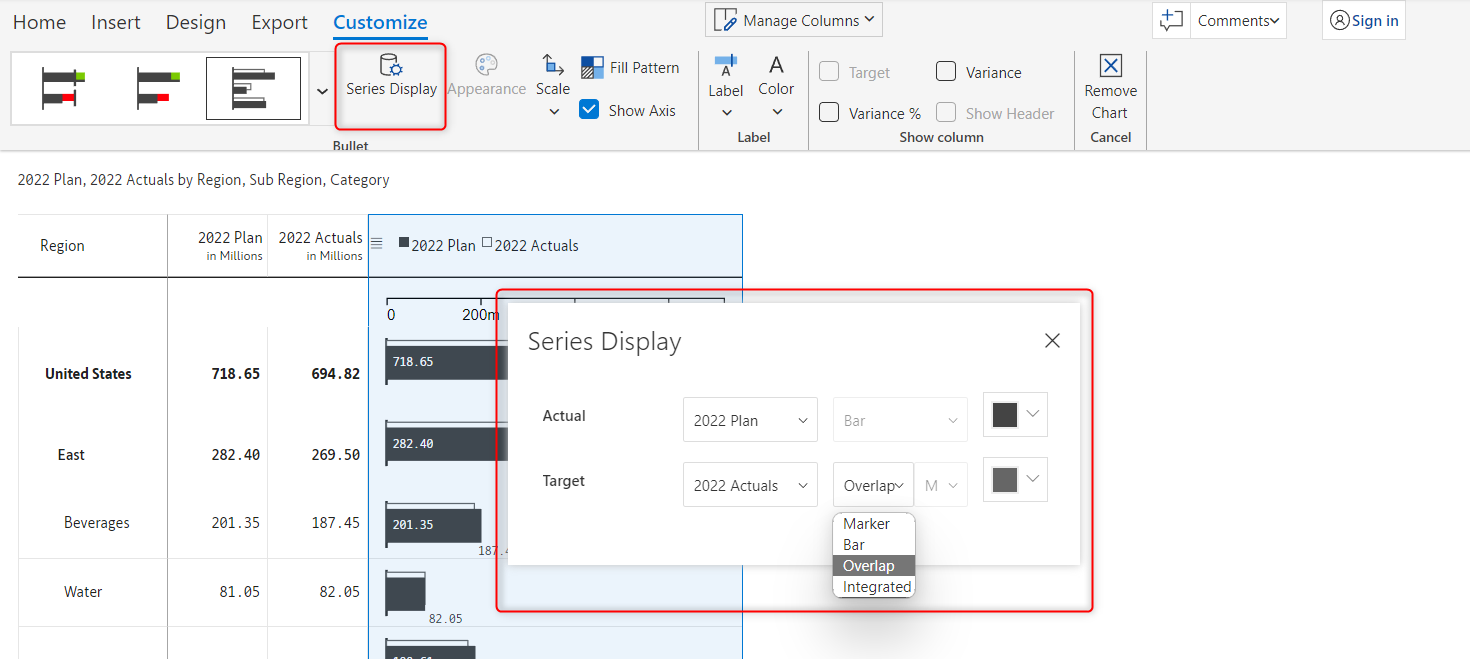 Home Insert Design Export Customize
Manage Columns
Comments
Sign in
Series Display
Appearance
Scale
Fill Pattern
Show Axis
Bullet
Label
Color
Label
Target
Variance
Variance %
Show Header
Show column
Remove
Chart
Cancel
2022 Plan, 2022 Actuals by Region, Sub Region, Category
Region
2022 Plan
in Millions
2022 Actuals
in Millions
2022 Plan 2022 Actuals
0 200m
United States 718.65 694.82 718.65
East 282.40 269.50 282.40
Beverages 201.35 187.45 201.35
187.4
Water 81.05 82.05
82.05
Series Display
Actual 2022 Plan Bar
Target 2022 Actuals Overlap M
Marker
Bar
Overlap
Integrated